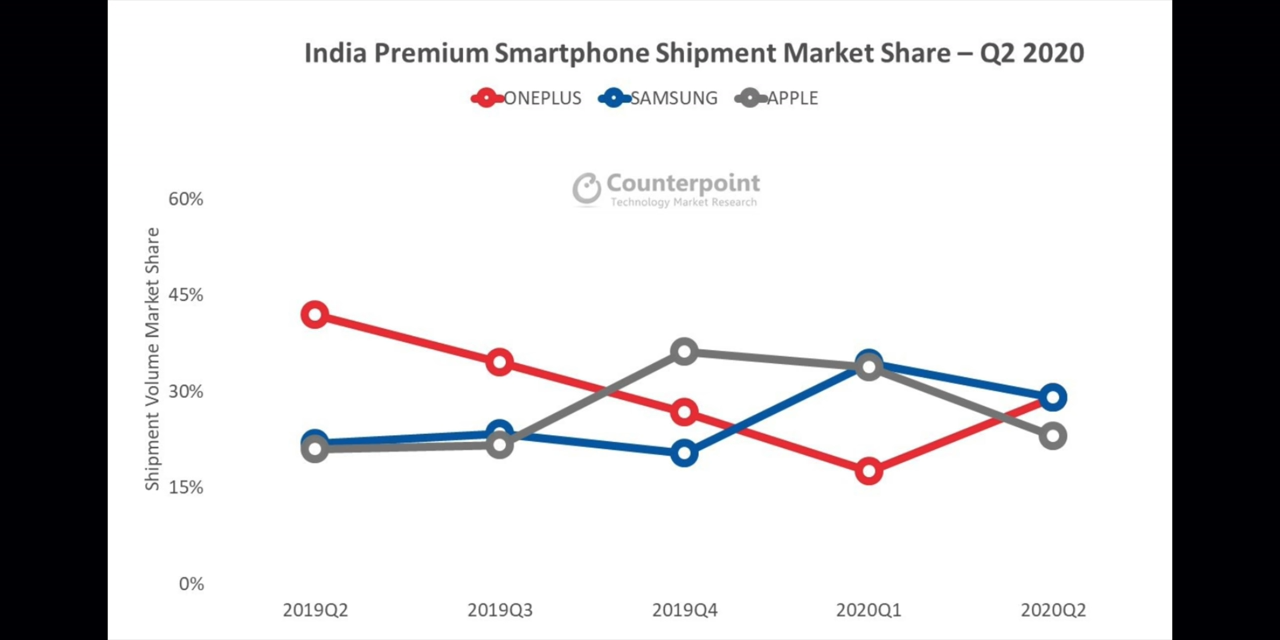 India Premium Smartphone Shipment Market Share – Q2 2020
ONEPLUS SAMSUNG APPLE
Counterpoint
Technology Market Research
Shipment Volume Market Share
60%
45%
30%
15%
0%
2019Q2 2019Q3 2019Q4 2020Q1 2020Q2